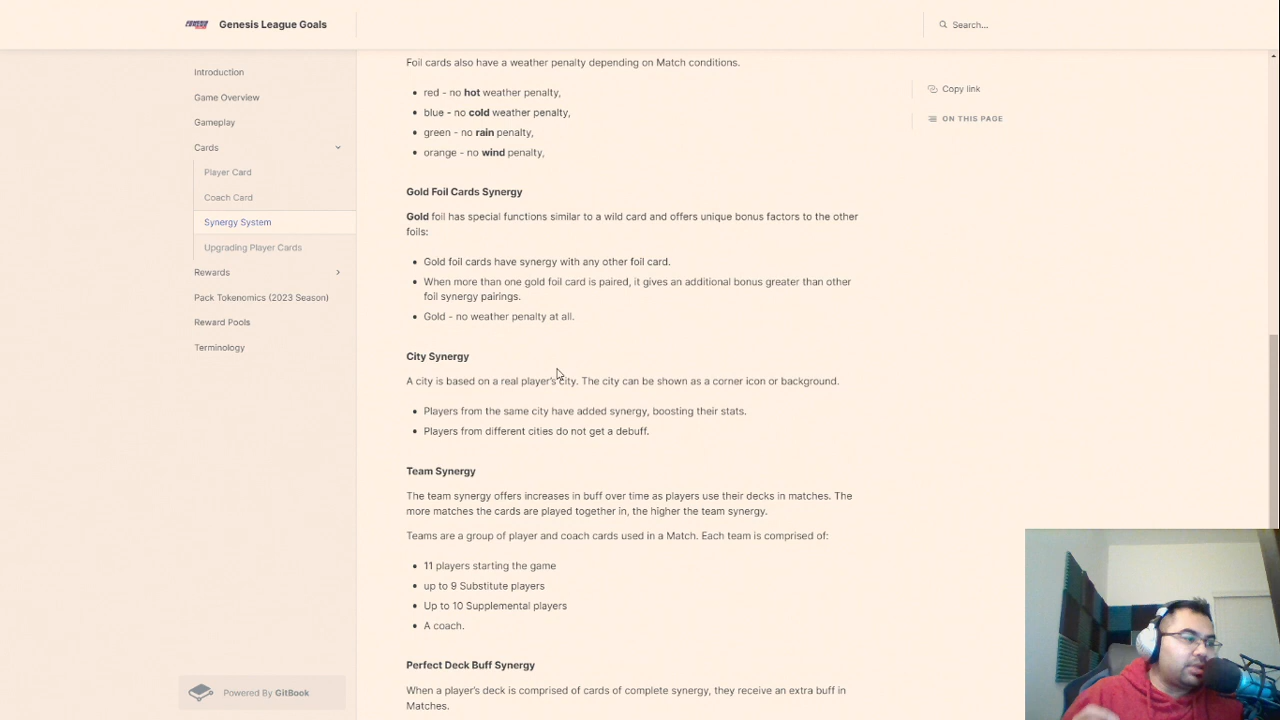 Genesis League Goals
Search...
Introduction
Game Overview
Gameplay
Cards
Player Card
Coach Card
Synergy System
Upgrading Player Cards
Rewards
Pack Tokenomics (2023 Season)
Reward Pools
Terminology
Powered By GitBook
Foil cards also have a weather penalty depending on Match conditions.
red - no hot weather penalty,
blue - no cold weather penalty,
green - no rain penalty,
orange - no wind penalty,
Gold Foil Cards Synergy
Gold foil has special functions similar to a wild card and offers unique bonus factors to the other
foils:
Gold foil cards have synergy with any other foil card.
When more than one gold foil card is paired, it gives an additional bonus greater than other
foil synergy pairings.
Gold - no weather penalty at all.
City Synergy
A city is based on a real player's city. The city can be shown as a corner icon or background.
Players from the same city have added synergy, boosting their stats.
Players from different cities do not get a debuff.
Team Synergy
The team synergy offers increases in buff over time as players use their decks in matches. The
more matches the cards are played together in, the higher the team synergy.
Teams are a group of player and coach cards used in a Match. Each team is comprised of:
11 players starting the game
up to 9 Substitute players
Up to 10 Supplemental players
A coach.
Perfect Deck Buff Synergy
When a player's deck is comprised of cards of complete synergy, they receive an extra buff in
Matches.
Copy link
ON THIS PAGE